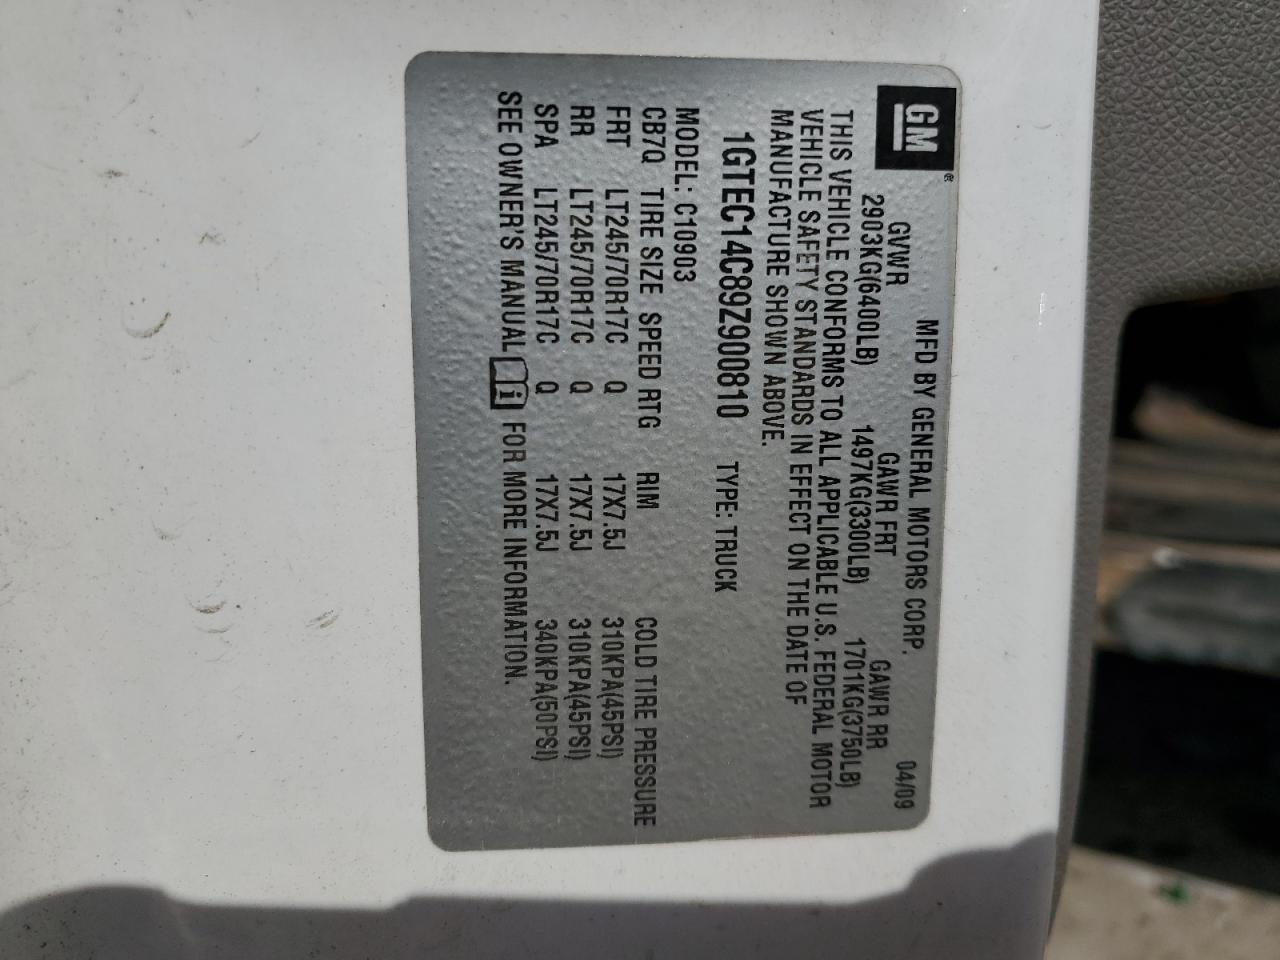 GM®
MFD BY GENERAL MOTORS CORP. 04/09
GVWR GAWR FRT GAWR RR
2903KG(6400LB) 1497KG(3300LB) 1701KG(3750LB)
THIS VEHICLE CONFORMS TO ALL APPLICABLE U.S. FEDERAL MOTOR
VEHICLE SAFETY STANDARDS IN EFFECT ON THE DATE OF
MANUFACTURE SHOWN ABOVE.
1GTEC14C89Z900810 TYPE: TRUCK
MODEL: C10903
CB7Q TIRE SIZE SPEED RTG RIM COLD TIRE PRESSURE
FRT LT245/70R17C Q 17X7.5J 310KPA(45PSI)
RR LT245/70R17C Q 17X7.5J 310KPA(45PSI)
SPA LT245/70R17C Q 17X7.5J 340KPA(50PSI)
SEE OWNER'S MANUAL i FOR MORE INFORMATION.